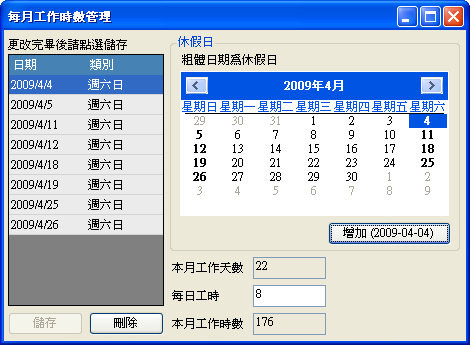 每月工作時數管理
更改完畢後請點選儲存
日期 類別
2009/4/4 週六日
2009/4/5 週六日
2009/4/11 週六日
2009/4/12 週六日
2009/4/18 週六日
2009/4/19 週六日
2009/4/25 週六日
2009/4/26 週六日
儲存 刪除
休假日
粗體日期為休假日
2009年4月
星期日 星期一 星期二 星期三 星期四 星期五 星期六
29 30 31 1 2 3 4
5 6 7 8 9 10 11
12 13 14 15 16 17 18
19 20 21 22 23 24 25
26 27 28 29 30 1 2
3 4 5 6 7 8 9
增加 (2009-04-04)
本月工作天數 22
每日工時 8
本月工作時數 176